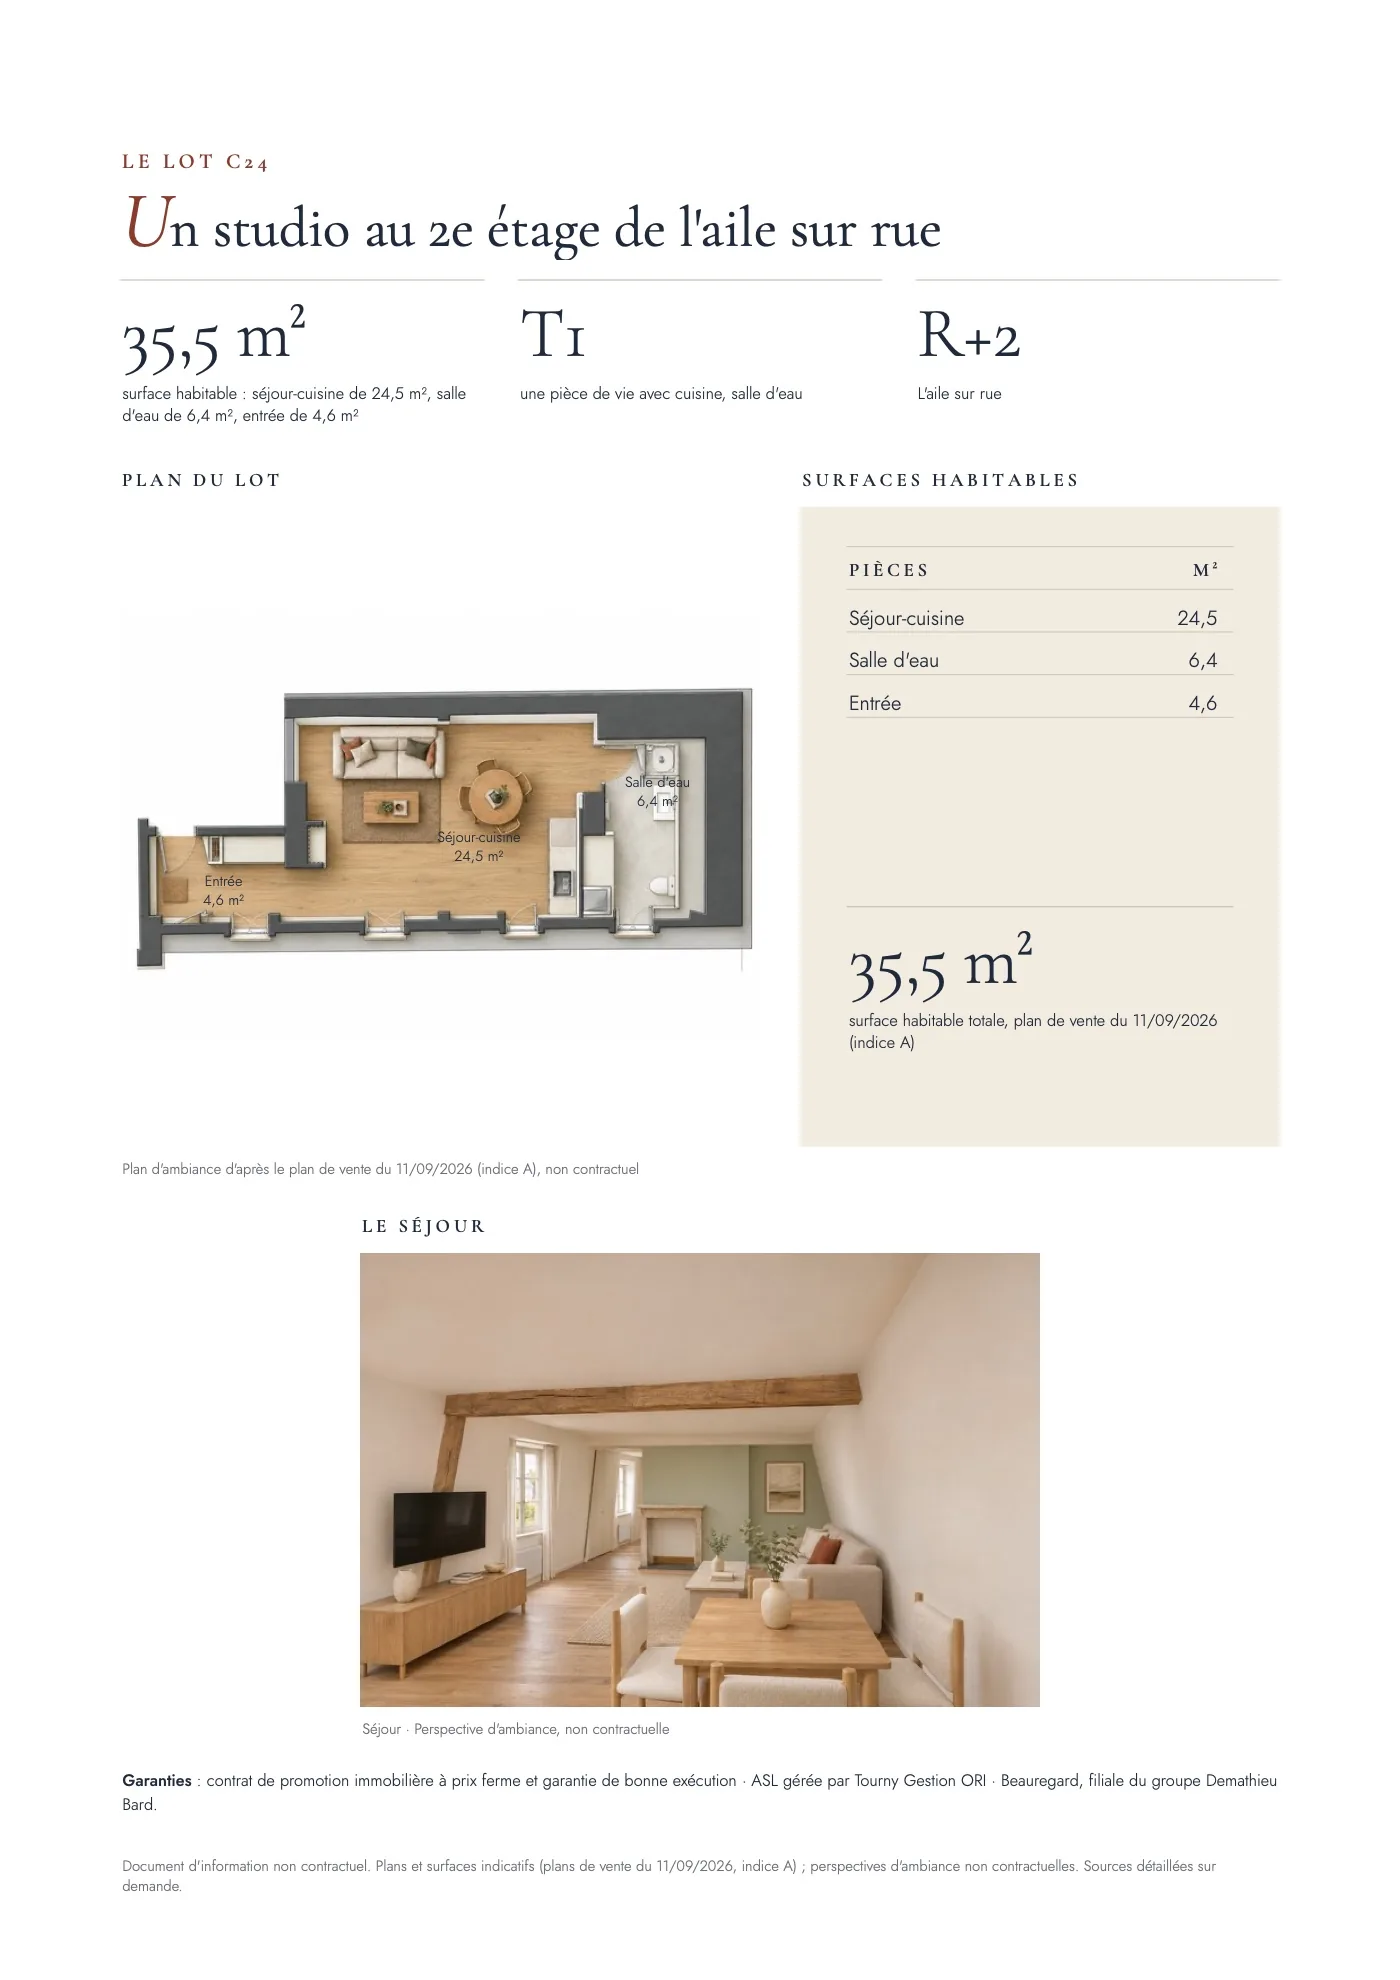 LE LOT C24
Un studio au 2e étage de l'aile sur rue
35,5 m²
surface habitable : séjour-cuisine de 24,5 m², salle
d'eau de 6,4 m², entrée de 4,6 m²
T1
une pièce de vie avec cuisine, salle d'eau
R+2
L'aile sur rue
PLAN DU LOT
Salle d'eau
6,4 m²
Séjour-cuisine
24,5 m²
Entrée
4,6 m²
Plan d'ambiance d'après le plan de vente du 11/09/2026 (indice A), non contractuel
SURFACES HABITABLES
PIÈCES M²
Séjour-cuisine 24,5
Salle d'eau 6,4
Entrée 4,6
35,5 m²
surface habitable totale, plan de vente du 11/09/2026
(indice A)
LE SÉJOUR
Séjour · Perspective d'ambiance, non contractuelle
Garanties : contrat de promotion immobilière à prix ferme et garantie de bonne exécution · ASL gérée par Tourny Gestion ORI · Beauregard, filiale du groupe Demathieu
Bard.
Document d'information non contractuel. Plans et surfaces indicatifs (plans de vente du 11/09/2026, indice A) ; perspectives d'ambiance non contractuelles. Sources détaillées sur
demande.